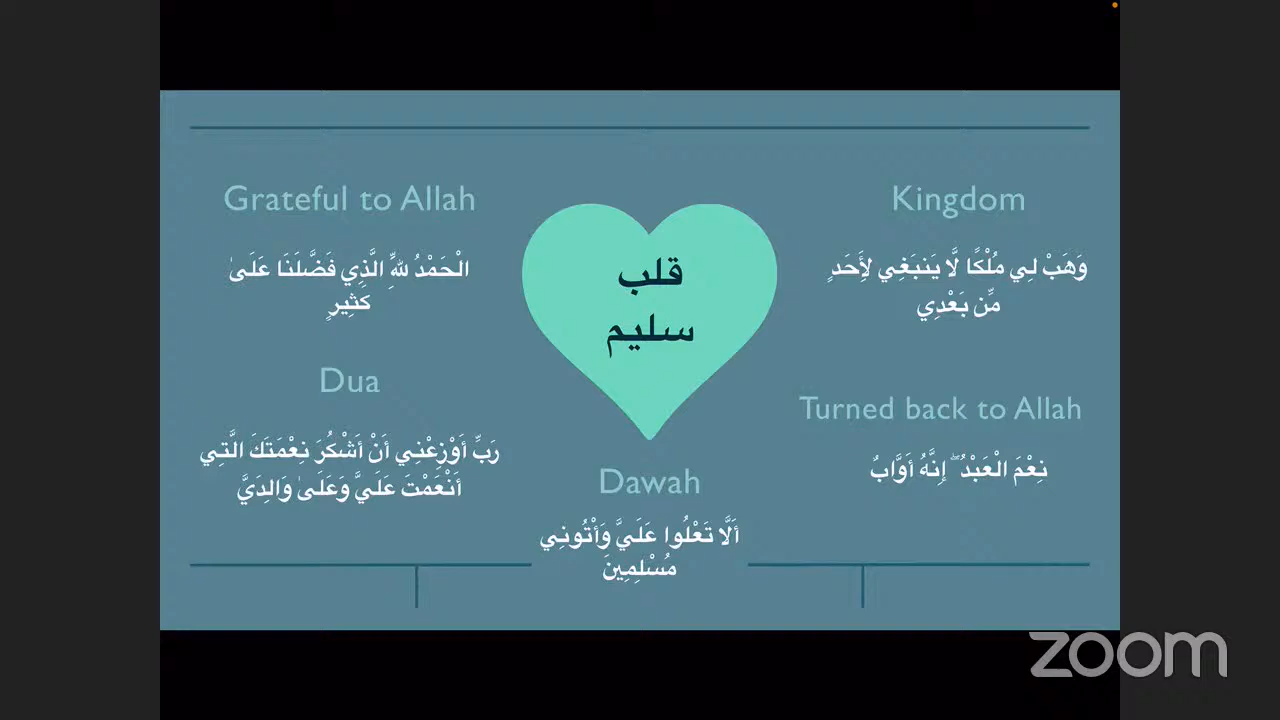 Grateful to Allah
الْحَمْدُ لِلَّهِ الَّذِي فَضَّلَنَا عَلَىٰ
كَثِيرٍ
Dua
رَبِّ أَوْزِعْنِي أَنْ أَشْكُرَ نِعْمَتَكَ الَّتِي
أَنْعَمْتَ عَلَيَّ وَعَلَىٰ وَالِدَيَّ
قلب
سليم
Dawah
أَلَّا تَعْلُوا عَلَيَّ وَأْتُونِي
مُسْلِمِينَ
Kingdom
وَهَبْ لِي مُلْكًا لَّا يَنبَغِي لِأَحَدٍ
مِّن بَعْدِي
Turned back to Allah
نِعْمَ الْعَبْدُ ۖ إِنَّهُ أَوَّابٌ
zoom